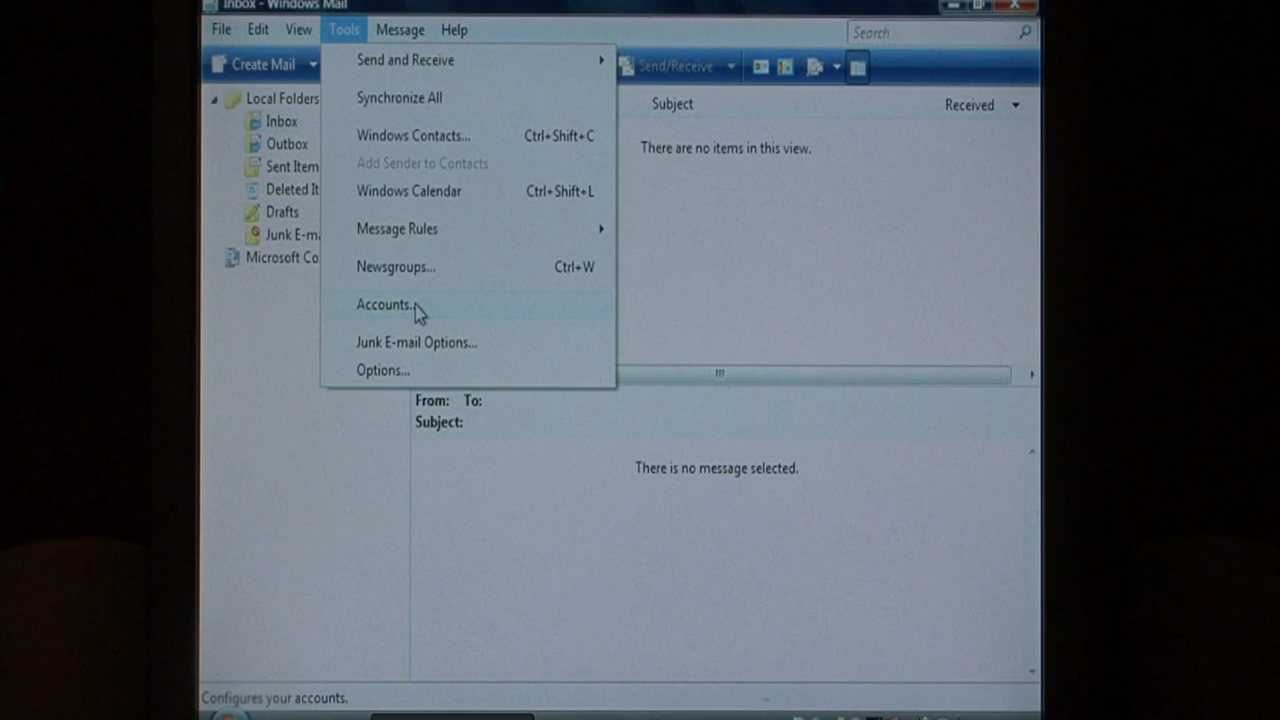 Inbox - Windows Mail
File Edit View Tools Message Help Search
Create Mail Send/Receive
Send and Receive
Synchronize All
Windows Contacts... Ctrl+Shift+C
Add Sender to Contacts
Windows Calendar Ctrl+Shift+L
Message Rules
Newsgroups... Ctrl+W
Accounts...
Junk E-mail Options...
Options...
Local Folders
Inbox
Outbox
Sent Item
Deleted It
Drafts
Junk E-ma
Microsoft Co
Subject Received
There are no items in this view.
From: To:
Subject:
There is no message selected.
Configures your accounts.